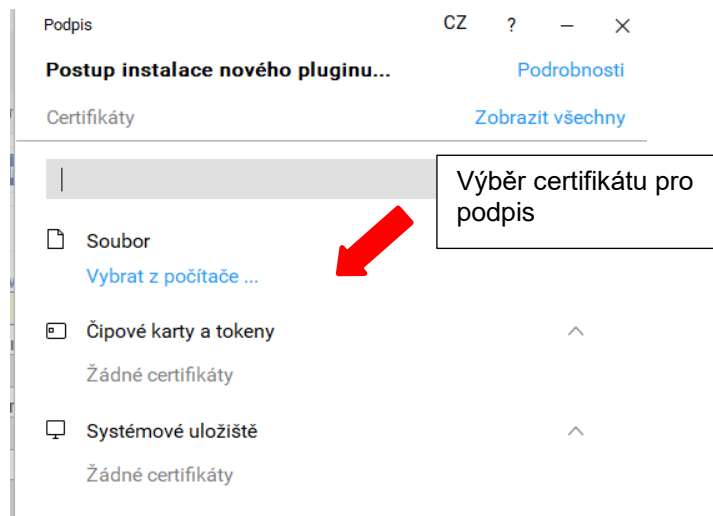 Podpis CZ ?
Postup instalace nového pluginu... Podrobnosti
Certifikáty Zobrazit všechny
Výběr certifikátu pro
podpis
Soubor
Vybrat z počítače ...
Čipové karty a tokeny
Žádné certifikáty
Systémové uložiště
Žádné certifikáty